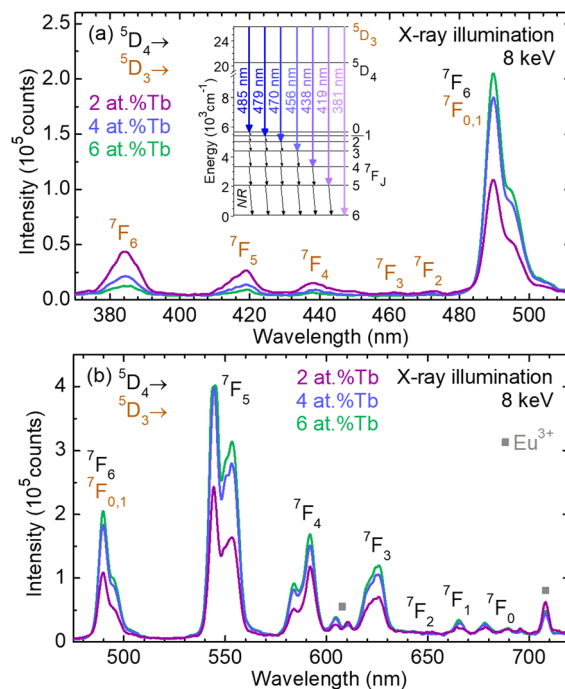 (a) ⁵D₄→
⁵D₃→
2 at.%Tb
4 at.%Tb
6 at.%Tb
X-ray illumination
8 keV
⁵D₃
⁵D₄
485 nm 479 nm 470 nm 456 nm 438 nm 419 nm 381 nm
Energy (10³cm⁻¹)
24
20
6
4
2
0
NR
0
1
2
3
4 ⁷F_J
5
6
⁷F₆
⁷F₀,₁
⁷F₆ ⁷F₅ ⁷F₄ ⁷F₃ ⁷F₂
Intensity (10⁵counts)
2.5
2.0
1.5
1.0
0.5
0.0
380 400 420 440 460 480 500
Wavelength (nm)
(b) ⁵D₄→
⁵D₃→
2 at.%Tb
4 at.%Tb
6 at.%Tb
X-ray illumination
8 keV
Eu³⁺
⁷F₆
⁷F₀,₁
⁷F₅
⁷F₄
⁷F₃
⁷F₂
⁷F₁
⁷F₀
Intensity (10⁵counts)
4
3
2
1
0
500 550 600 650 700
Wavelength (nm)